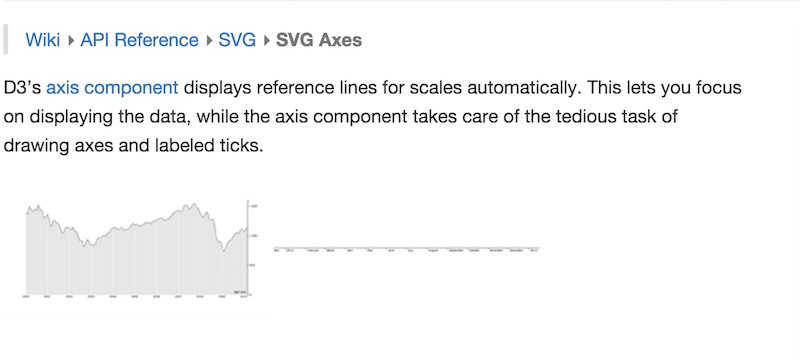 Wiki ▸ API Reference ▸ SVG ▸ SVG Axes
D3’s axis component displays reference lines for scales automatically. This lets you focus
on displaying the data, while the axis component takes care of the tedious task of
drawing axes and labeled ticks.